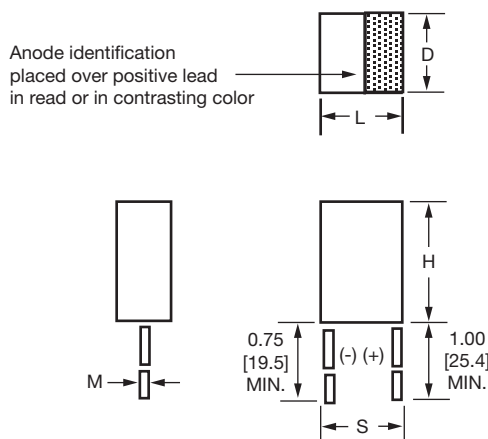 Anode identification
placed over positive lead
in read or in contrasting color
D
L
H
0.75
[19.5]
MIN.
(-) (+)
1.00
[25.4]
MIN.
M
S